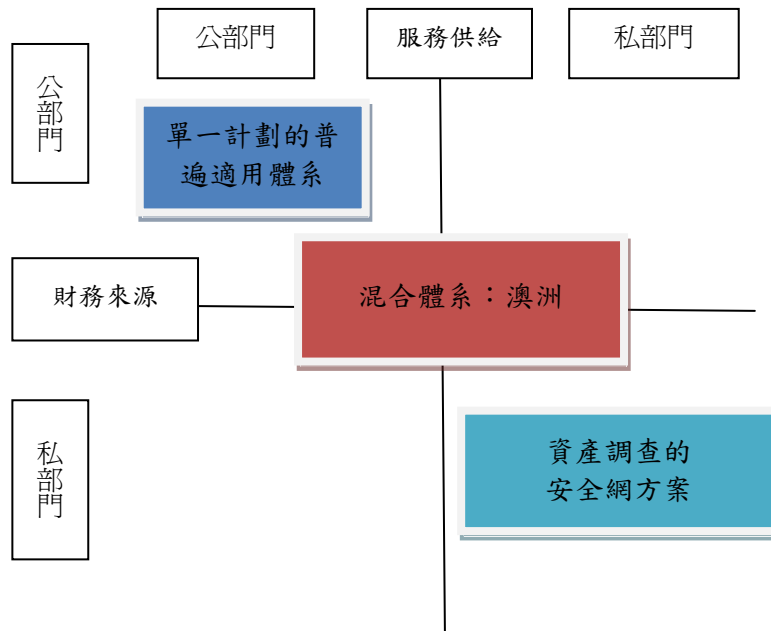 公部門
服務供給
私部門
公部門
單一計劃的普
遍適用體系
財務來源
混合體系：澳洲
私部門
資產調查的
安全網方案